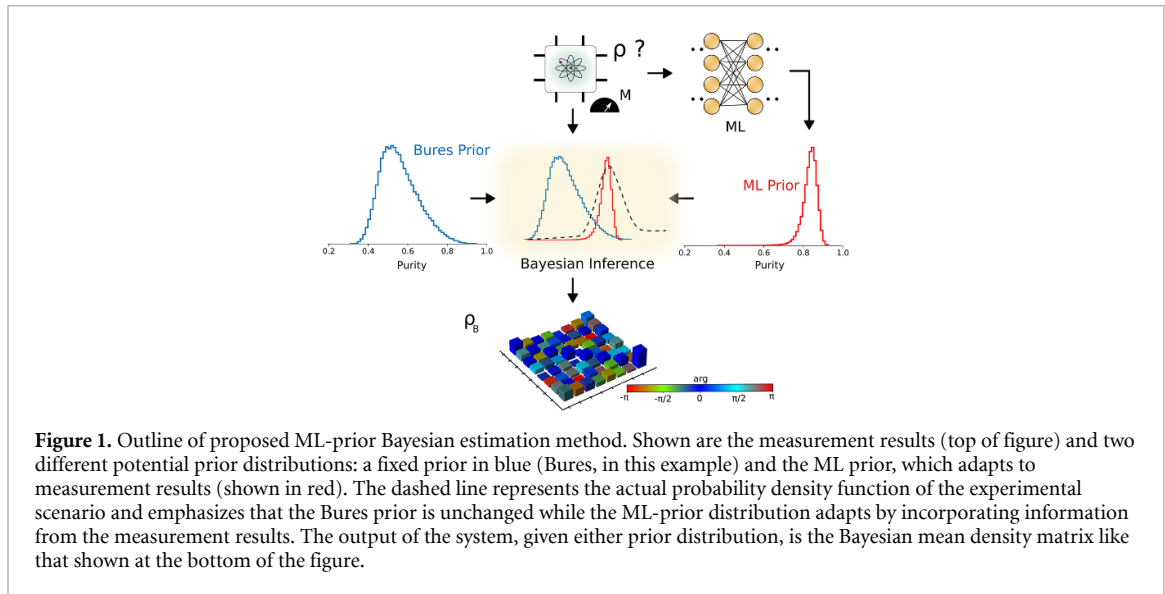 ρ ?
M
ML
Bures Prior
ML Prior
0.2 0.4 0.6 0.8 1.0
Purity
Bayesian Inference
0.2 0.4 0.6 0.8 1.0
Purity
ρB
arg
-π -π/2 0 π/2 π
Figure 1. Outline of proposed ML-prior Bayesian estimation method. Shown are the measurement results (top of figure) and two
different potential prior distributions: a fixed prior in blue (Bures, in this example) and the ML prior, which adapts to
measurement results (shown in red). The dashed line represents the actual probability density function of the experimental
scenario and emphasizes that the Bures prior is unchanged while the ML-prior distribution adapts by incorporating information
from the measurement results. The output of the system, given either prior distribution, is the Bayesian mean density matrix like
that shown at the bottom of the figure.